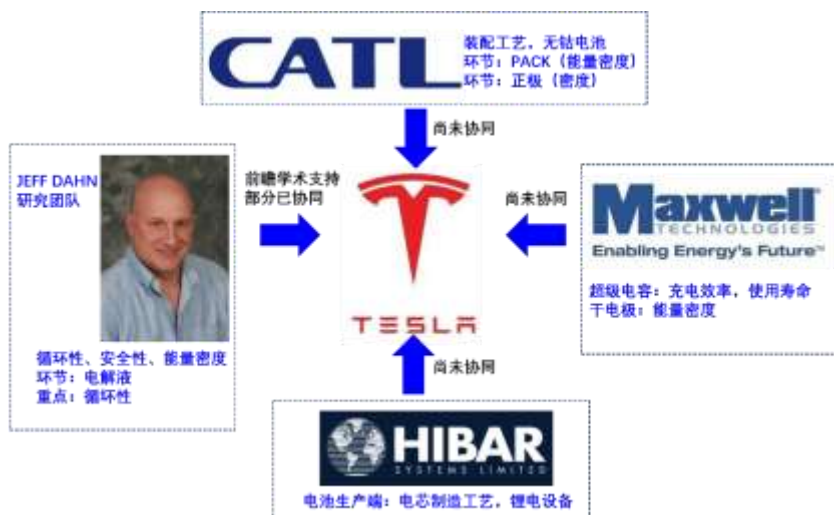 CATL
装配工艺，无钴电池
环节：PACK（能量密度）
环节：正极（密度）
尚未协同
JEFF DAHN
研究团队
循环性、安全性、能量密度
环节：电解液
重点：循环性
前瞻学术支持
部分已协同
TESLA
尚未协同
Maxwell
TECHNOLOGIES
Enabling Energy's Future™
超级电容：充电效率，使用寿命
干电极：能量密度
尚未协同
HIBAR
SYSTEMS LIMITED
电池生产端：电芯制造工艺，锂电设备